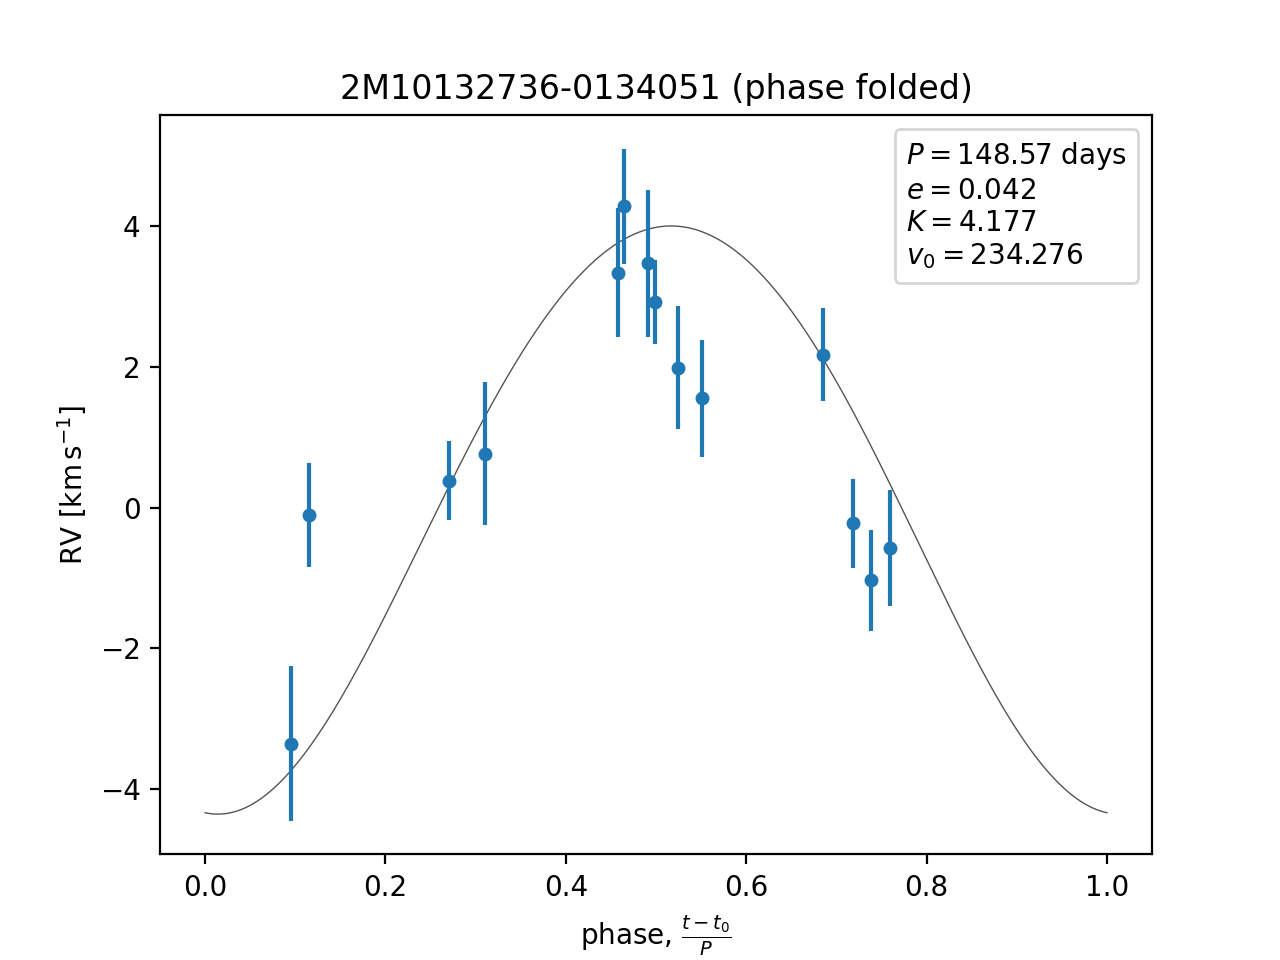 2M10132736-0134051 (phase folded)
P = 148.57 days
e = 0.042
K = 4.177
v₀ = 234.276
RV [km s⁻¹]
4
2
0
−2
−4
0.0 0.2 0.4 0.6 0.8 1.0
phase, (t − t₀)/P